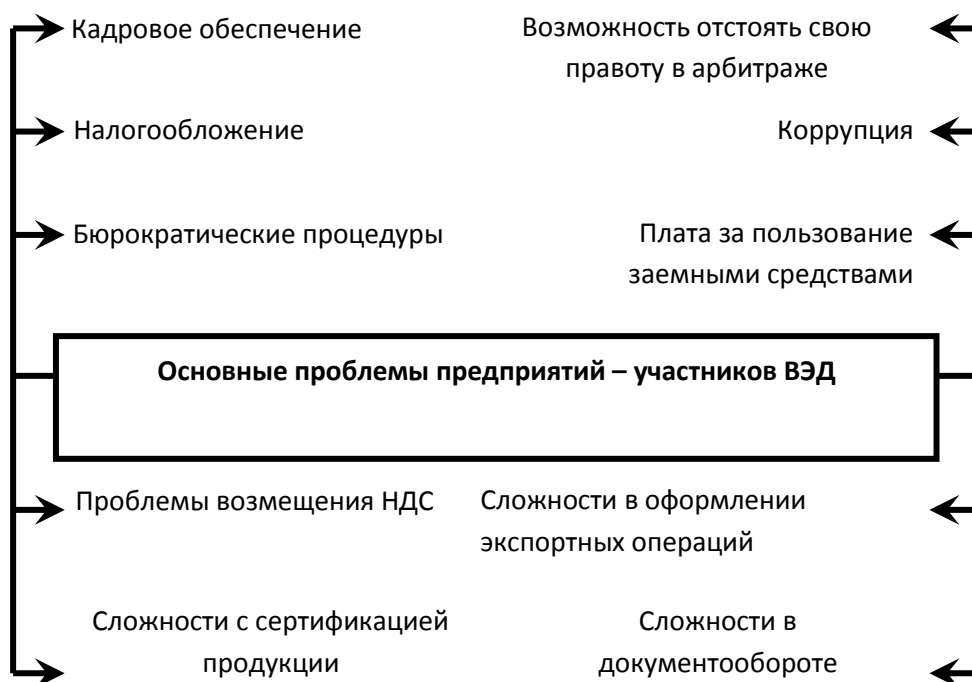 Кадровое обеспечение
Возможность отстоять свою
правоту в арбитраже
Налогообложение
Коррупция
Бюрократические процедуры
Плата за пользование
заемными средствами
Основные проблемы предприятий – участников ВЭД
Проблемы возмещения НДС
Сложности в оформлении
экспортных операций
Сложности с сертификацией
продукции
Сложности в
документообороте